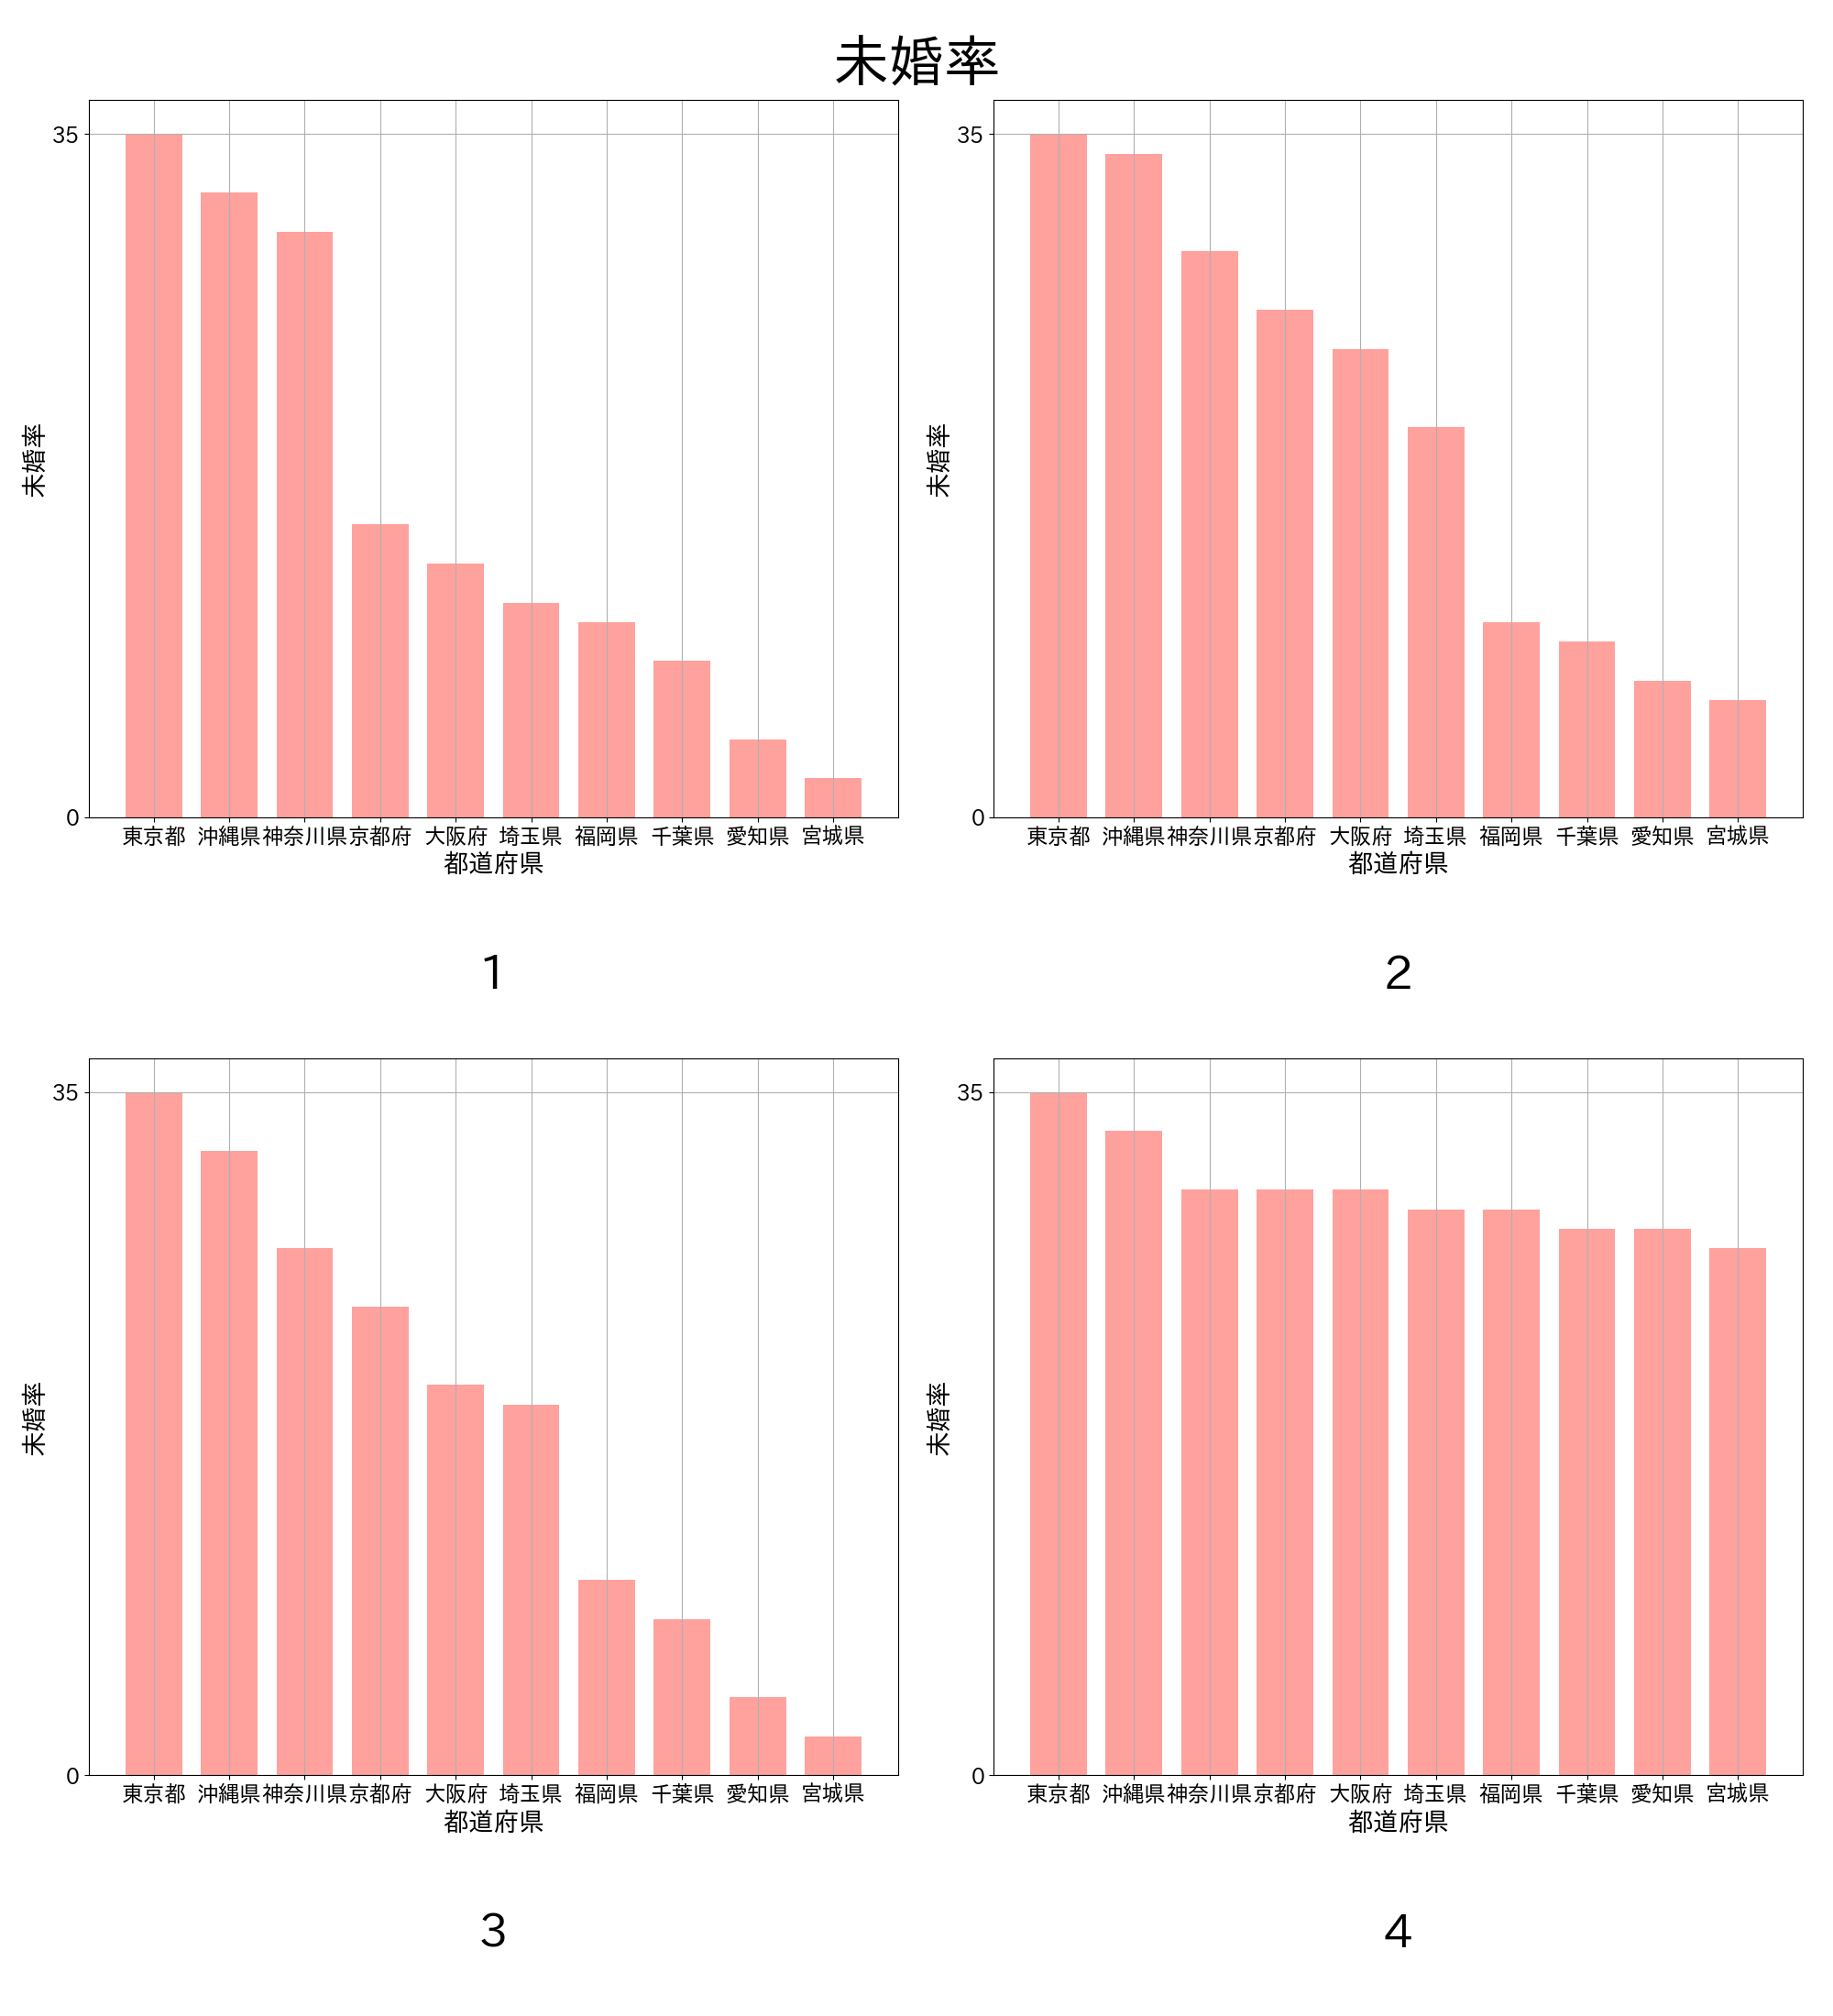 未婚率
35
0
未婚率
東京都 沖縄県 神奈川県 京都府 大阪府 埼玉県 福岡県 千葉県 愛知県 宮城県
都道府県
1
35
0
未婚率
東京都 沖縄県 神奈川県 京都府 大阪府 埼玉県 福岡県 千葉県 愛知県 宮城県
都道府県
2
35
0
未婚率
東京都 沖縄県 神奈川県 京都府 大阪府 埼玉県 福岡県 千葉県 愛知県 宮城県
都道府県
3
35
0
未婚率
東京都 沖縄県 神奈川県 京都府 大阪府 埼玉県 福岡県 千葉県 愛知県 宮城県
都道府県
4